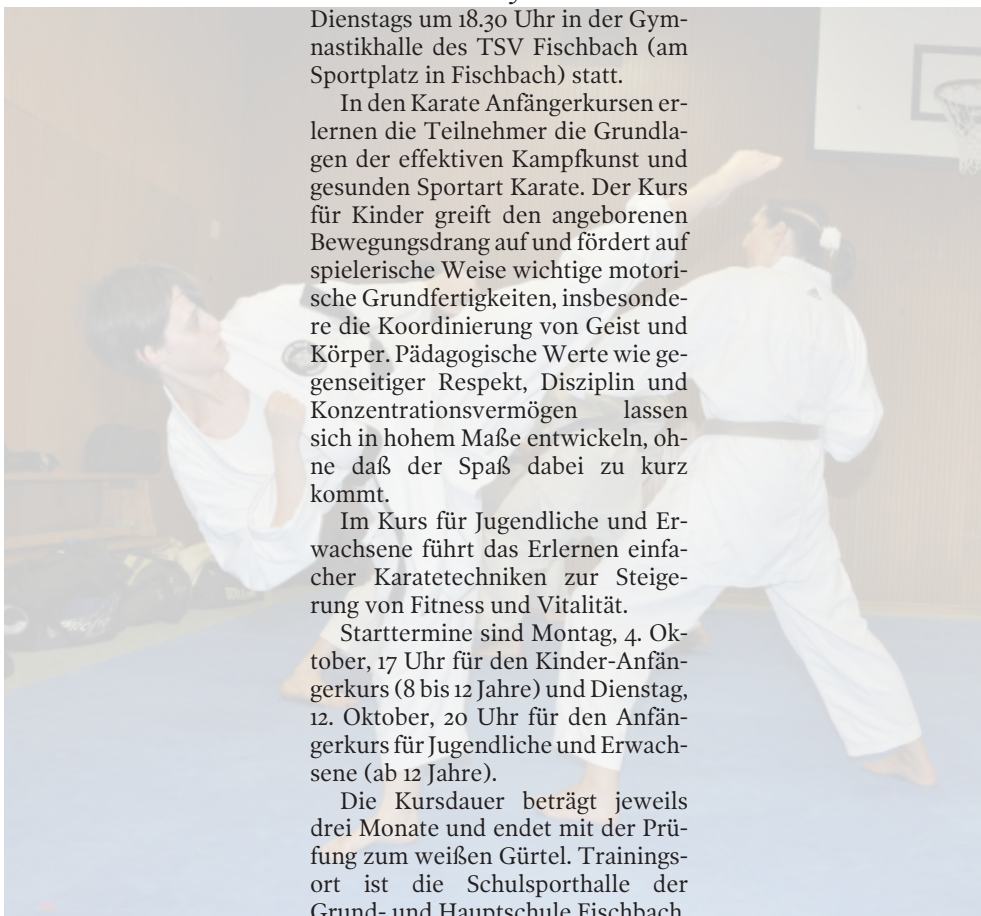 Dienstags um 18.30 Uhr in der Gym-
nastikhalle des TSV Fischbach (am
Sportplatz in Fischbach) statt.
In den Karate Anfängerkursen er-
lernen die Teilnehmer die Grundla-
gen der effektiven Kampfkunst und
gesunden Sportart Karate. Der Kurs
für Kinder greift den angeborenen
Bewegungsdrang auf und fördert auf
spielerische Weise wichtige motori-
sche Grundfertigkeiten, insbesonde-
re die Koordinierung von Geist und
Körper. Pädagogische Werte wie ge-
genseitiger Respekt, Disziplin und
Konzentrationsvermögen lassen
sich in hohem Maße entwickeln, oh-
ne daß der Spaß dabei zu kurz
kommt.
Im Kurs für Jugendliche und Er-
wachsene führt das Erlernen einfa-
cher Karatetechniken zur Steige-
rung von Fitness und Vitalität.
Starttermine sind Montag, 4. Ok-
tober, 17 Uhr für den Kinder-Anfän-
gerkurs (8 bis 12 Jahre) und Dienstag,
12. Oktober, 20 Uhr für den Anfän-
gerkurs für Jugendliche und Erwach-
sene (ab 12 Jahre).
Die Kursdauer beträgt jeweils
drei Monate und endet mit der Prü-
fung zum weißen Gürtel. Trainings-
ort ist die Schulsporthalle der
Grund- und Hauptschule Fischbach.